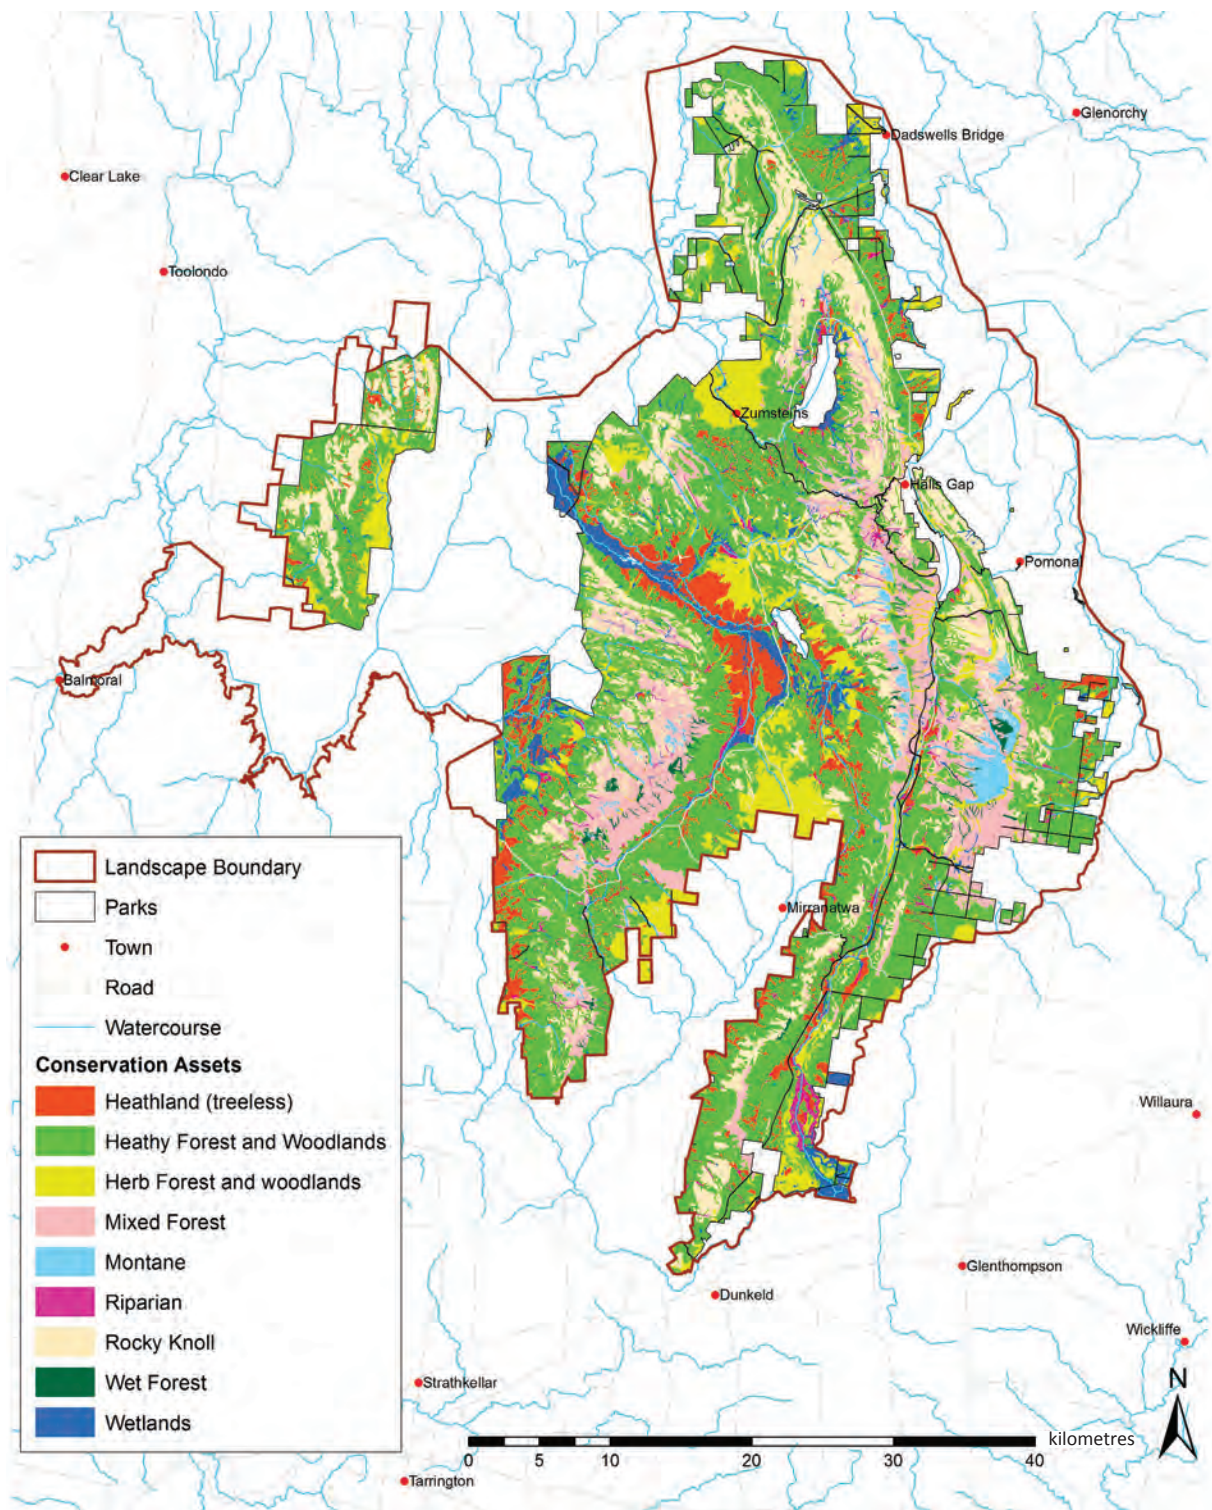 Glenorchy
Dadswells Bridge
Clear Lake
Toolondo
Zumsteins
Halls Gap
Pomonal
Balmoral
Mirranatwa
Willaura
Glenthompson
Dunkeld
Wickliffe
Strathkellar
Tarrington
Landscape Boundary
Parks
Town
Road
Watercourse
Conservation Assets
Heathland (treeless)
Heathy Forest and Woodlands
Herb Forest and woodlands
Mixed Forest
Montane
Riparian
Rocky Knoll
Wet Forest
Wetlands
N
kilometres
0 5 10 20 30 40